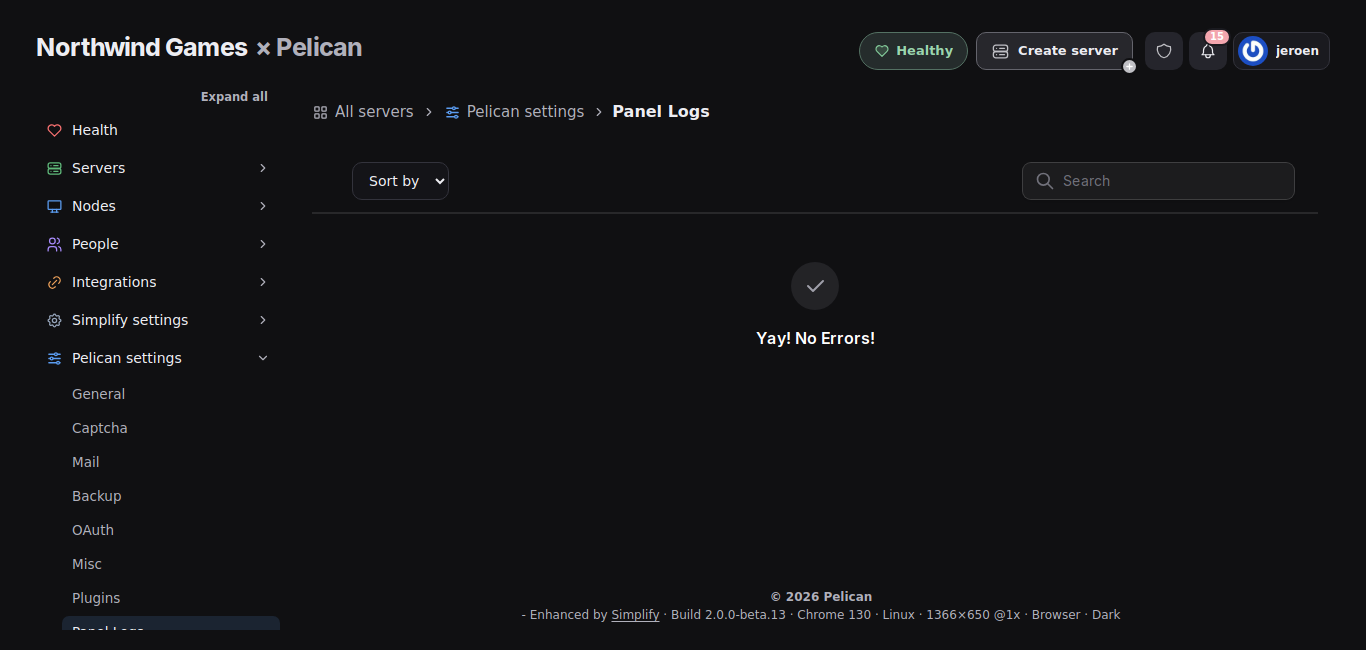 Northwind Games × Pelican
Healthy
Create server
15
jeroen
Expand all
All servers > Pelican settings > Panel Logs
Health
Servers
Nodes
People
Integrations
Simplify settings
Pelican settings
General
Captcha
Mail
Backup
OAuth
Misc
Plugins
Panel Logs
Sort by
Search
Yay! No Errors!
© 2026 Pelican
- Enhanced by Simplify · Build 2.0.0-beta.13 · Chrome 130 · Linux · 1366×650 @1x · Browser · Dark